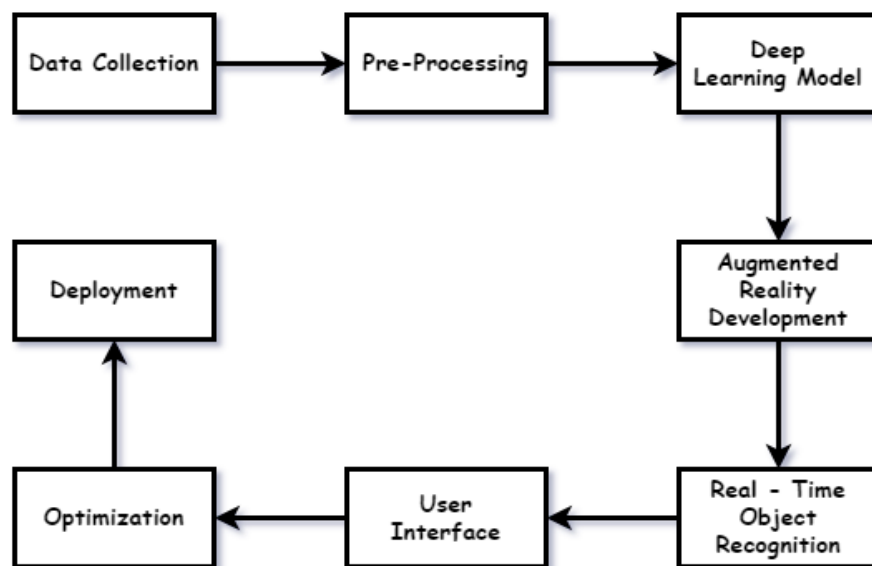 Data Collection
Pre-Processing
Deep
Learning Model
Augmented
Reality
Development
Real - Time
Object
Recognition
User
Interface
Optimization
Deployment